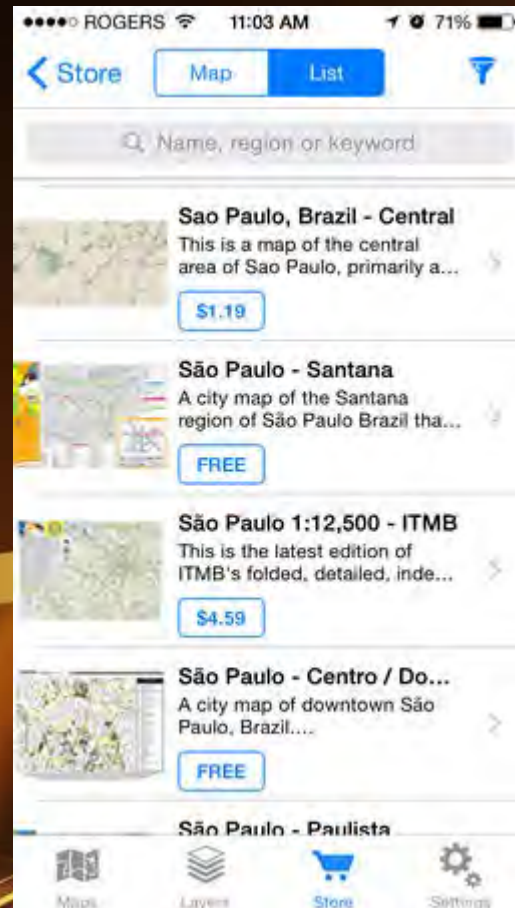 ROGERS 11:03 AM 71%
Store Map List
Name, region or keyword
Sao Paulo, Brazil - Central
This is a map of the central
area of Sao Paulo, primarily a...
$1.19
São Paulo - Santana
A city map of the Santana
region of São Paulo Brazil tha...
FREE
São Paulo 1:12,500 - ITMB
This is the latest edition of
ITMB's folded, detailed, inde...
$4.59
São Paulo - Centro / Do...
A city map of downtown São
Paulo, Brazil....
FREE
São Paulo - Paulista
Maps Layers Store Settings